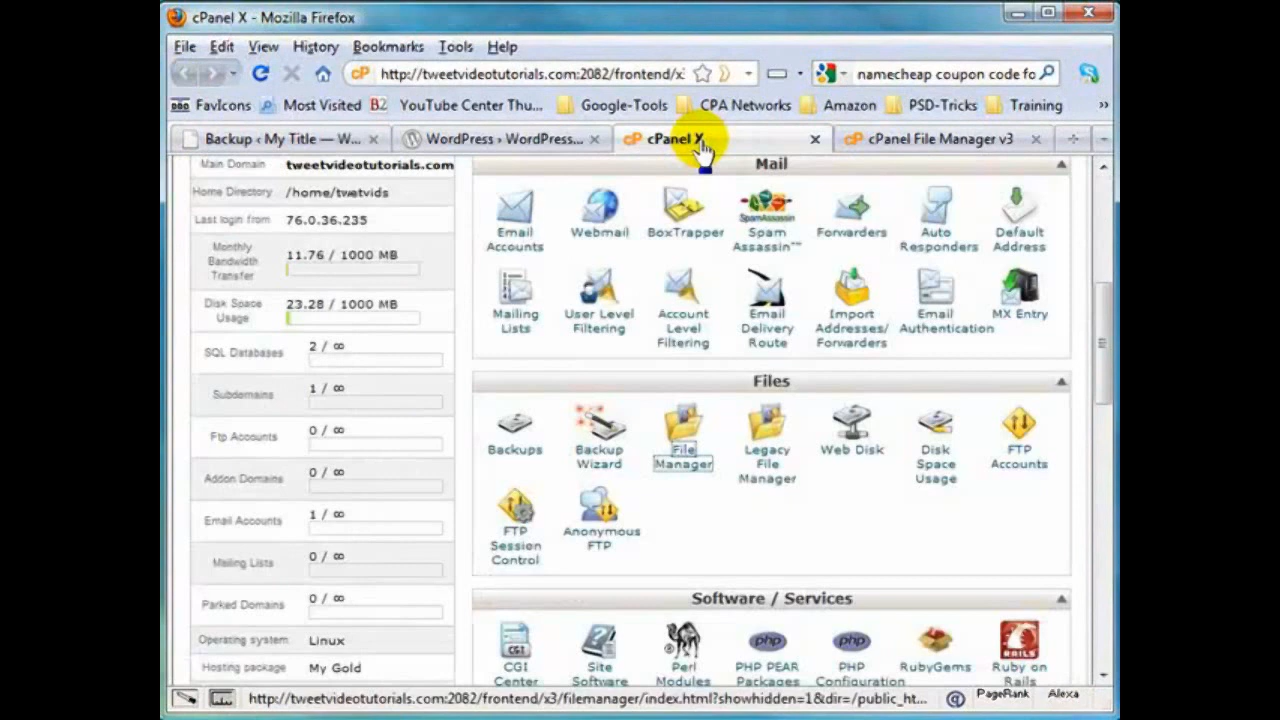 cPanel X - Mozilla Firefox
File Edit View History Bookmarks Tools Help
http://tweetvideotutorials.com:2082/frontend/x
namecheap coupon code fo
FavIcons Most Visited YouTube Center Thu... Google-Tools CPA Networks Amazon PSD-Tricks Training »
Backup ‹ My Title — W... WordPress › WordPress... cPanel X cPanel File Manager v3
Main Domain tweetvideotutorials.com
Home Directory /home/twetvids
Last login from 76.0.36.235
Monthly Bandwidth Transfer 11.76 / 1000 MB
Disk Space Usage 23.28 / 1000 MB
SQL Databases 2 / ∞
Subdomains 1 / ∞
Ftp Accounts 0 / ∞
Addon Domains 0 / ∞
Email Accounts 1 / ∞
Mailing Lists 0 / ∞
Parked Domains 0 / ∞
Operating system Linux
Hosting package My Gold
Mail
Email Accounts
Webmail
BoxTrapper
Spam Assassin™
Forwarders
Auto Responders
Default Address
Mailing Lists
User Level Filtering
Account Level Filtering
Email Delivery Route
Import Addresses/ Forwarders
Email Authentication
MX Entry
Files
Backups
Backup Wizard
File Manager
Legacy File Manager
Web Disk
Disk Space Usage
FTP Accounts
FTP Session Control
Anonymous FTP
Software / Services
CGI Center
Site Software
Perl Modules
PHP PEAR Packages
PHP Configuration
RubyGems
Ruby on Rails
http://tweetvideotutorials.com:2082/frontend/x3/filemanager/index.html?showhidden=1&dir=/public_ht...
PageRank Alexa